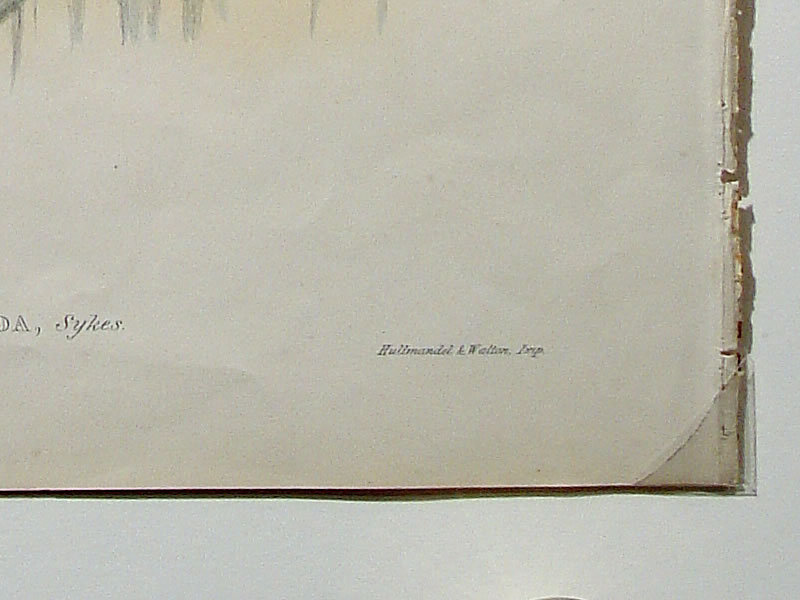 DA, Sykes.
Hullmandel & Walton, Imp.